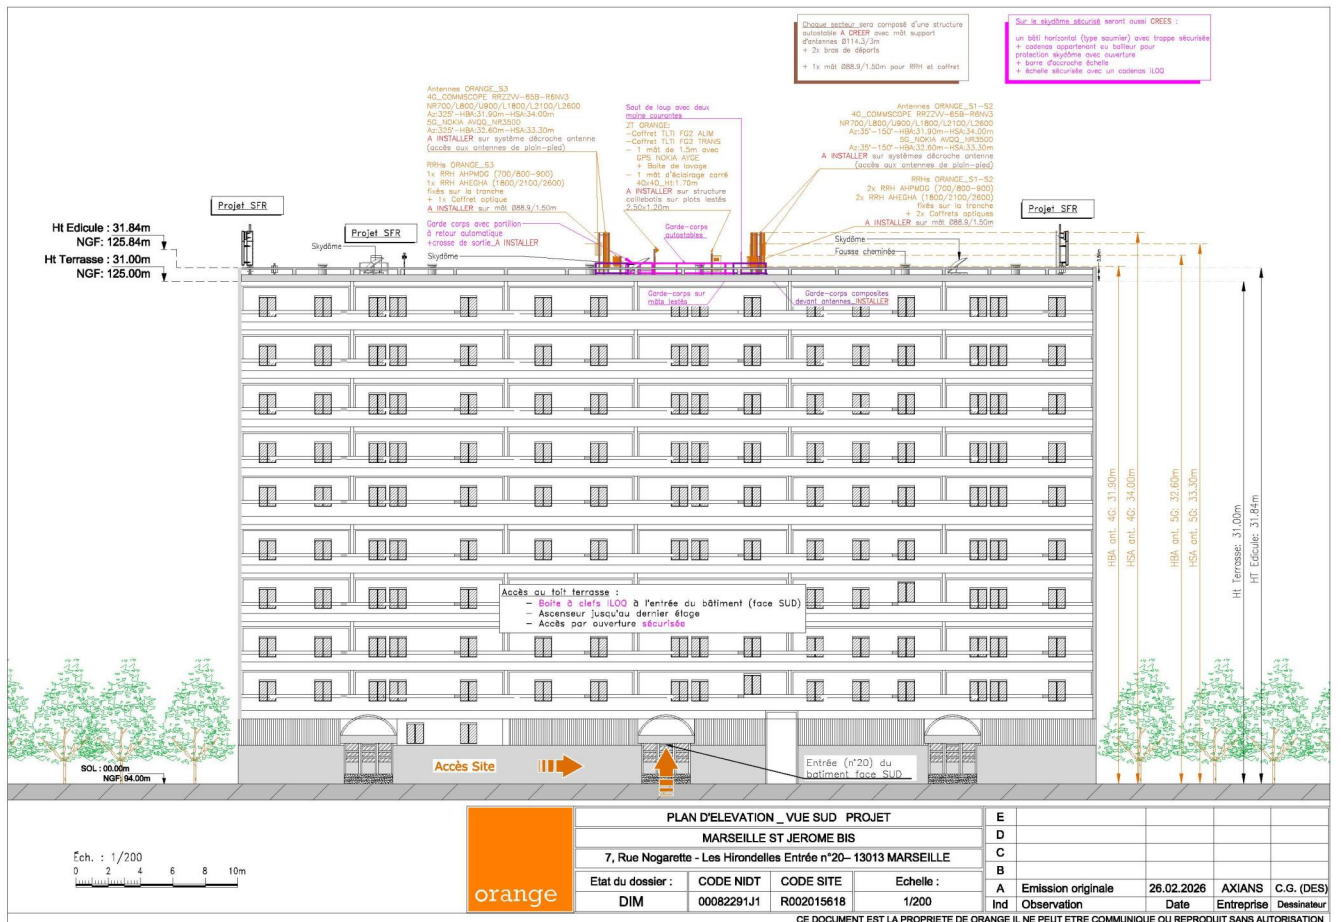 Chaque secteur sera composé d'une structure
autostable A CREER avec mât support
d'antennes Ø114.3/3m
+ 2x bras de déports
+ 1x mât Ø88.9/1.50m pour RRH et coffret
Sur le skydôme sécurisé seront aussi CREES :
un bâti horizontal (type saumier) avec trappe sécurisée
+ cadenas appartenant au bailleur pour
protection skydôme avec ouverture
+ barre d'accroche échelle
+ échelle sécurisée avec un cadenas iLOQ
Antennes ORANGE_S3
4G_COMMSCOPE RRZZVV-65B-R6NV3
NR700/L800/U900/L1800/L2100/L2600
Az:325°-HBA:31.90m-HSA:34.00m
5G_NOKIA AVQQ_NR3500
Az:325°-HBA:32.60m-HSA:33.30m
A INSTALLER sur système décroche antenne
(accès aux antennes de plain-pied)
RRHs ORANGE_S3
1x RRH AHPMDG (700/800-900)
1x RRH AHEGHA (1800/2100/2600)
fixés sur la tranche
+ 1x Coffret optique
A INSTALLER sur mât Ø88.9/1.50m
Garde corps avec portillon
à retour automatique
+crosse de sortie_A INSTALLER
Skydôme
Saut de loup avec deux
mains courantes
ZT ORANGE:
-Coffret TLTI FG2 ALIM
-Coffret TLTI FG2 TRANS
- 1 mât de 1.5m avec
GPS NOKIA AYGE
+ Boite de lovage
- 1 mât d'éclairage carré
40x40_Ht:1.70m
A INSTALLER sur structure
caillebotis sur plots lestés
2.50x1.20m
Garde-corps
autostables
Garde-corps sur
mâts lestés
Garde-corps composites
devant antennes_INSTALLER
Antennes ORANGE_S1-S2
4G_COMMSCOPE RRZZVV-65B-R6NV3
NR700/L800/U900/L1800/L2100/L2600
Az:35°-150°-HBA:31.90m-HSA:34.00m
5G_NOKIA AVQQ_NR3500
Az:35°-150°-HBA:32.60m-HSA:33.30m
A INSTALLER sur systèmes décroche antenne
(accès aux antennes de plain-pied)
RRHs ORANGE_S1-S2
2x RRH AHPMDG (700/800-900)
2x RRH AHEGHA (1800/2100/2600)
fixés sur la tranche
+ 2x Coffrets optiques
A INSTALLER sur mât Ø88.9/1.50m
Skydôme
Fausse cheminée
Projet SFR
Projet SFR
Skydôme
Projet SFR
Ht Edicule : 31.84m
NGF: 125.84m
Ht Terrasse : 31.00m
NGF: 125.00m
HBA ant. 4G: 31.90m
HSA ant. 4G: 34.00m
HBA ant. 5G: 32.60m
HSA ant. 5G: 33.30m
Ht Terrasse: 31.00m
HT Edicule: 31.84m
Accès au toit terrasse :
- Boite à clefs iLOQ à l'entrée du bâtiment (face SUD)
- Ascenseur jusqu'au dernier étage
- Accès par ouverture sécurisée
SOL : 00.00m
NGF: 94.00m
Accès Site
Entrée (n°20) du
batiment face SUD
Éch. : 1/200
0 2 4 6 8 10m
orange
PLAN D'ELEVATION _ VUE SUD PROJET
MARSEILLE ST JEROME BIS
7, Rue Nogarette - Les Hirondelles Entrée n°20– 13013 MARSEILLE
Etat du dossier : CODE NIDT CODE SITE Echelle :
DIM 00082291J1 R002015618 1/200
E
D
C
B
A Emission originale 26.02.2026 AXIANS C.G. (DES)
Ind Observation Date Entreprise Dessinateur
CE DOCUMENT EST LA PROPRIETE DE ORANGE IL NE PEUT ETRE COMMUNIQUE OU REPRODUIT SANS AUTORISATION